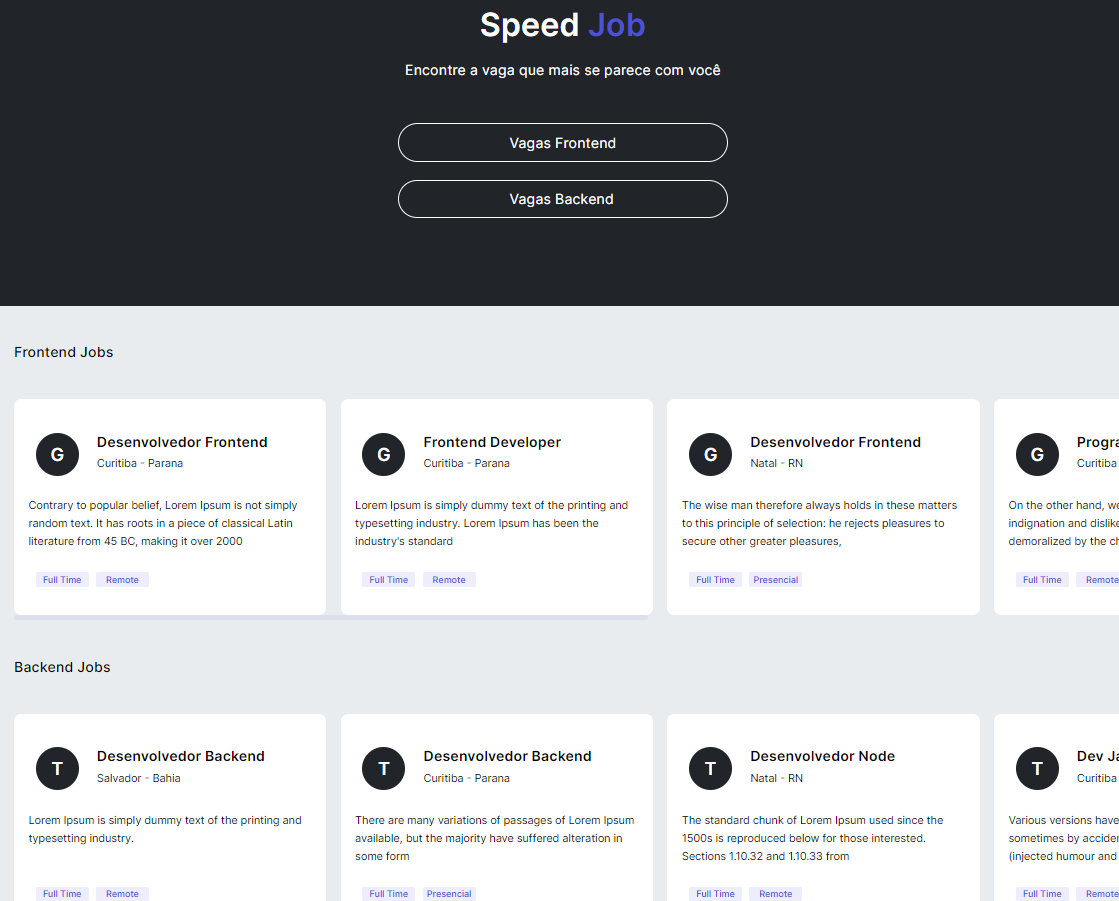 Speed Job
Encontre a vaga que mais se parece com você
Vagas Frontend
Vagas Backend
Frontend Jobs
G
Desenvolvedor Frontend
Curitiba - Parana
Contrary to popular belief, Lorem Ipsum is not simply
random text. It has roots in a piece of classical Latin
literature from 45 BC, making it over 2000
Full Time
Remote
G
Frontend Developer
Curitiba - Parana
Lorem Ipsum is simply dummy text of the printing and
typesetting industry. Lorem Ipsum has been the
industry's standard
Full Time
Remote
G
Desenvolvedor Frontend
Natal - RN
The wise man therefore always holds in these matters
to this principle of selection: he rejects pleasures to
secure other greater pleasures,
Full Time
Presencial
G
Progra
Curitiba
On the other hand, we
indignation and dislike
demoralized by the ch
Full Time
Remote
Backend Jobs
T
Desenvolvedor Backend
Salvador - Bahia
Lorem Ipsum is simply dummy text of the printing and
typesetting industry.
Full Time
Remote
T
Desenvolvedor Backend
Curitiba - Parana
There are many variations of passages of Lorem Ipsum
available, but the majority have suffered alteration in
some form
Full Time
Presencial
T
Desenvolvedor Node
Natal - RN
The standard chunk of Lorem Ipsum used since the
1500s is reproduced below for those interested.
Sections 1.10.32 and 1.10.33 from
Full Time
Remote
T
Dev Ja
Curitiba
Various versions have
sometimes by acciden
(injected humour and
Full Time
Remote